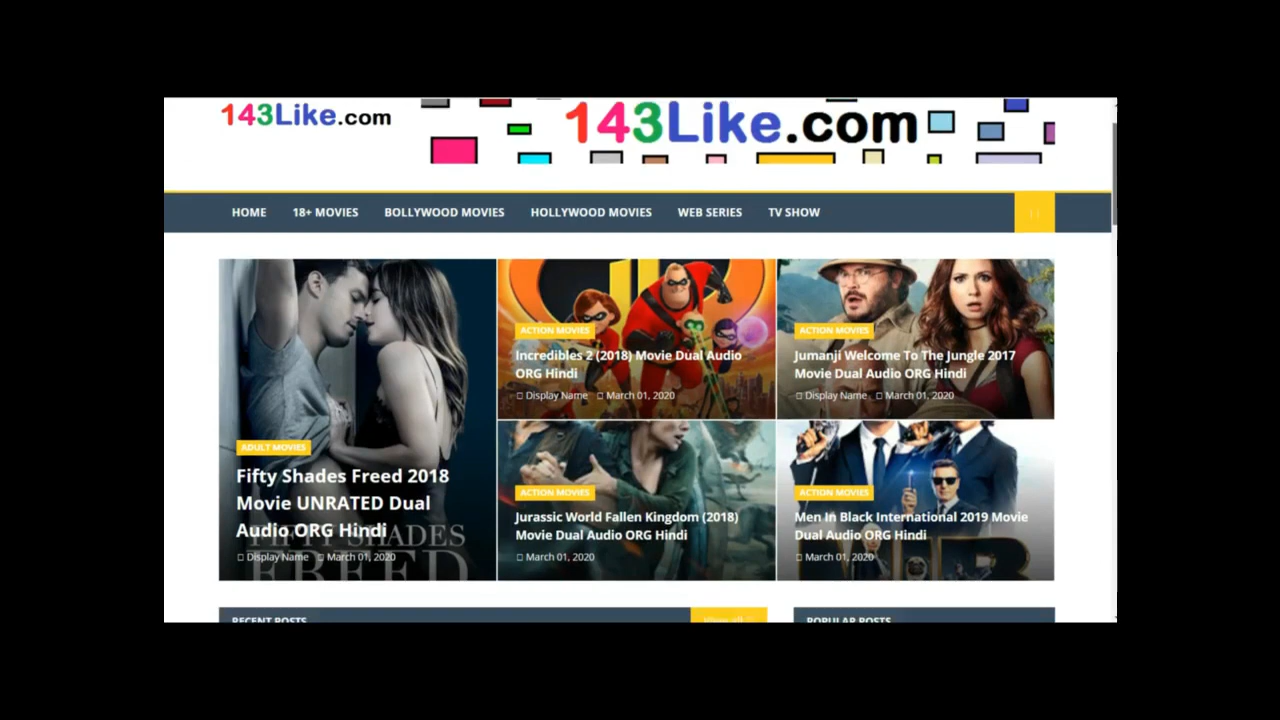 143Like.com
143Like.com
HOME 18+ MOVIES BOLLYWOOD MOVIES HOLLYWOOD MOVIES WEB SERIES TV SHOW
ADULT MOVIES
Fifty Shades Freed 2018
Movie UNRATED Dual
Audio ORG Hindi
Display Name March 01, 2020
FIFTY SHADES
FREED
ACTION MOVIES
Incredibles 2 (2018) Movie Dual Audio
ORG Hindi
Display Name March 01, 2020
ACTION MOVIES
Jumanji Welcome To The Jungle 2017
Movie Dual Audio ORG Hindi
Display Name March 01, 2020
ACTION MOVIES
Jurassic World Fallen Kingdom (2018)
Movie Dual Audio ORG Hindi
March 01, 2020
ACTION MOVIES
Men In Black International 2019 Movie
Dual Audio ORG Hindi
March 01, 2020
RECENT POSTS
View all
POPULAR POSTS